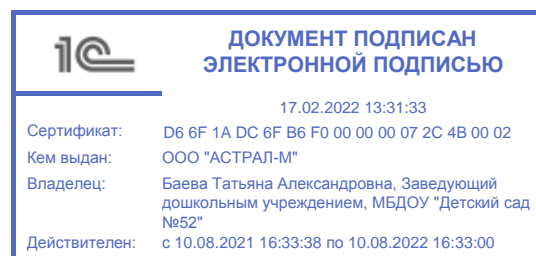 1С
ДОКУМЕНТ ПОДПИСАН
ЭЛЕКТРОННОЙ ПОДПИСЬЮ
17.02.2022 13:31:33
Сертификат: D6 6F 1A DC 6F B6 F0 00 00 00 07 2C 4B 00 02
Кем выдан: ООО "АСТРАЛ-М"
Владелец: Баева Татьяна Александровна, Заведующий
дошкольным учреждением, МБДОУ "Детский сад
№52"
Действителен: с 10.08.2021 16:33:38 по 10.08.2022 16:33:00